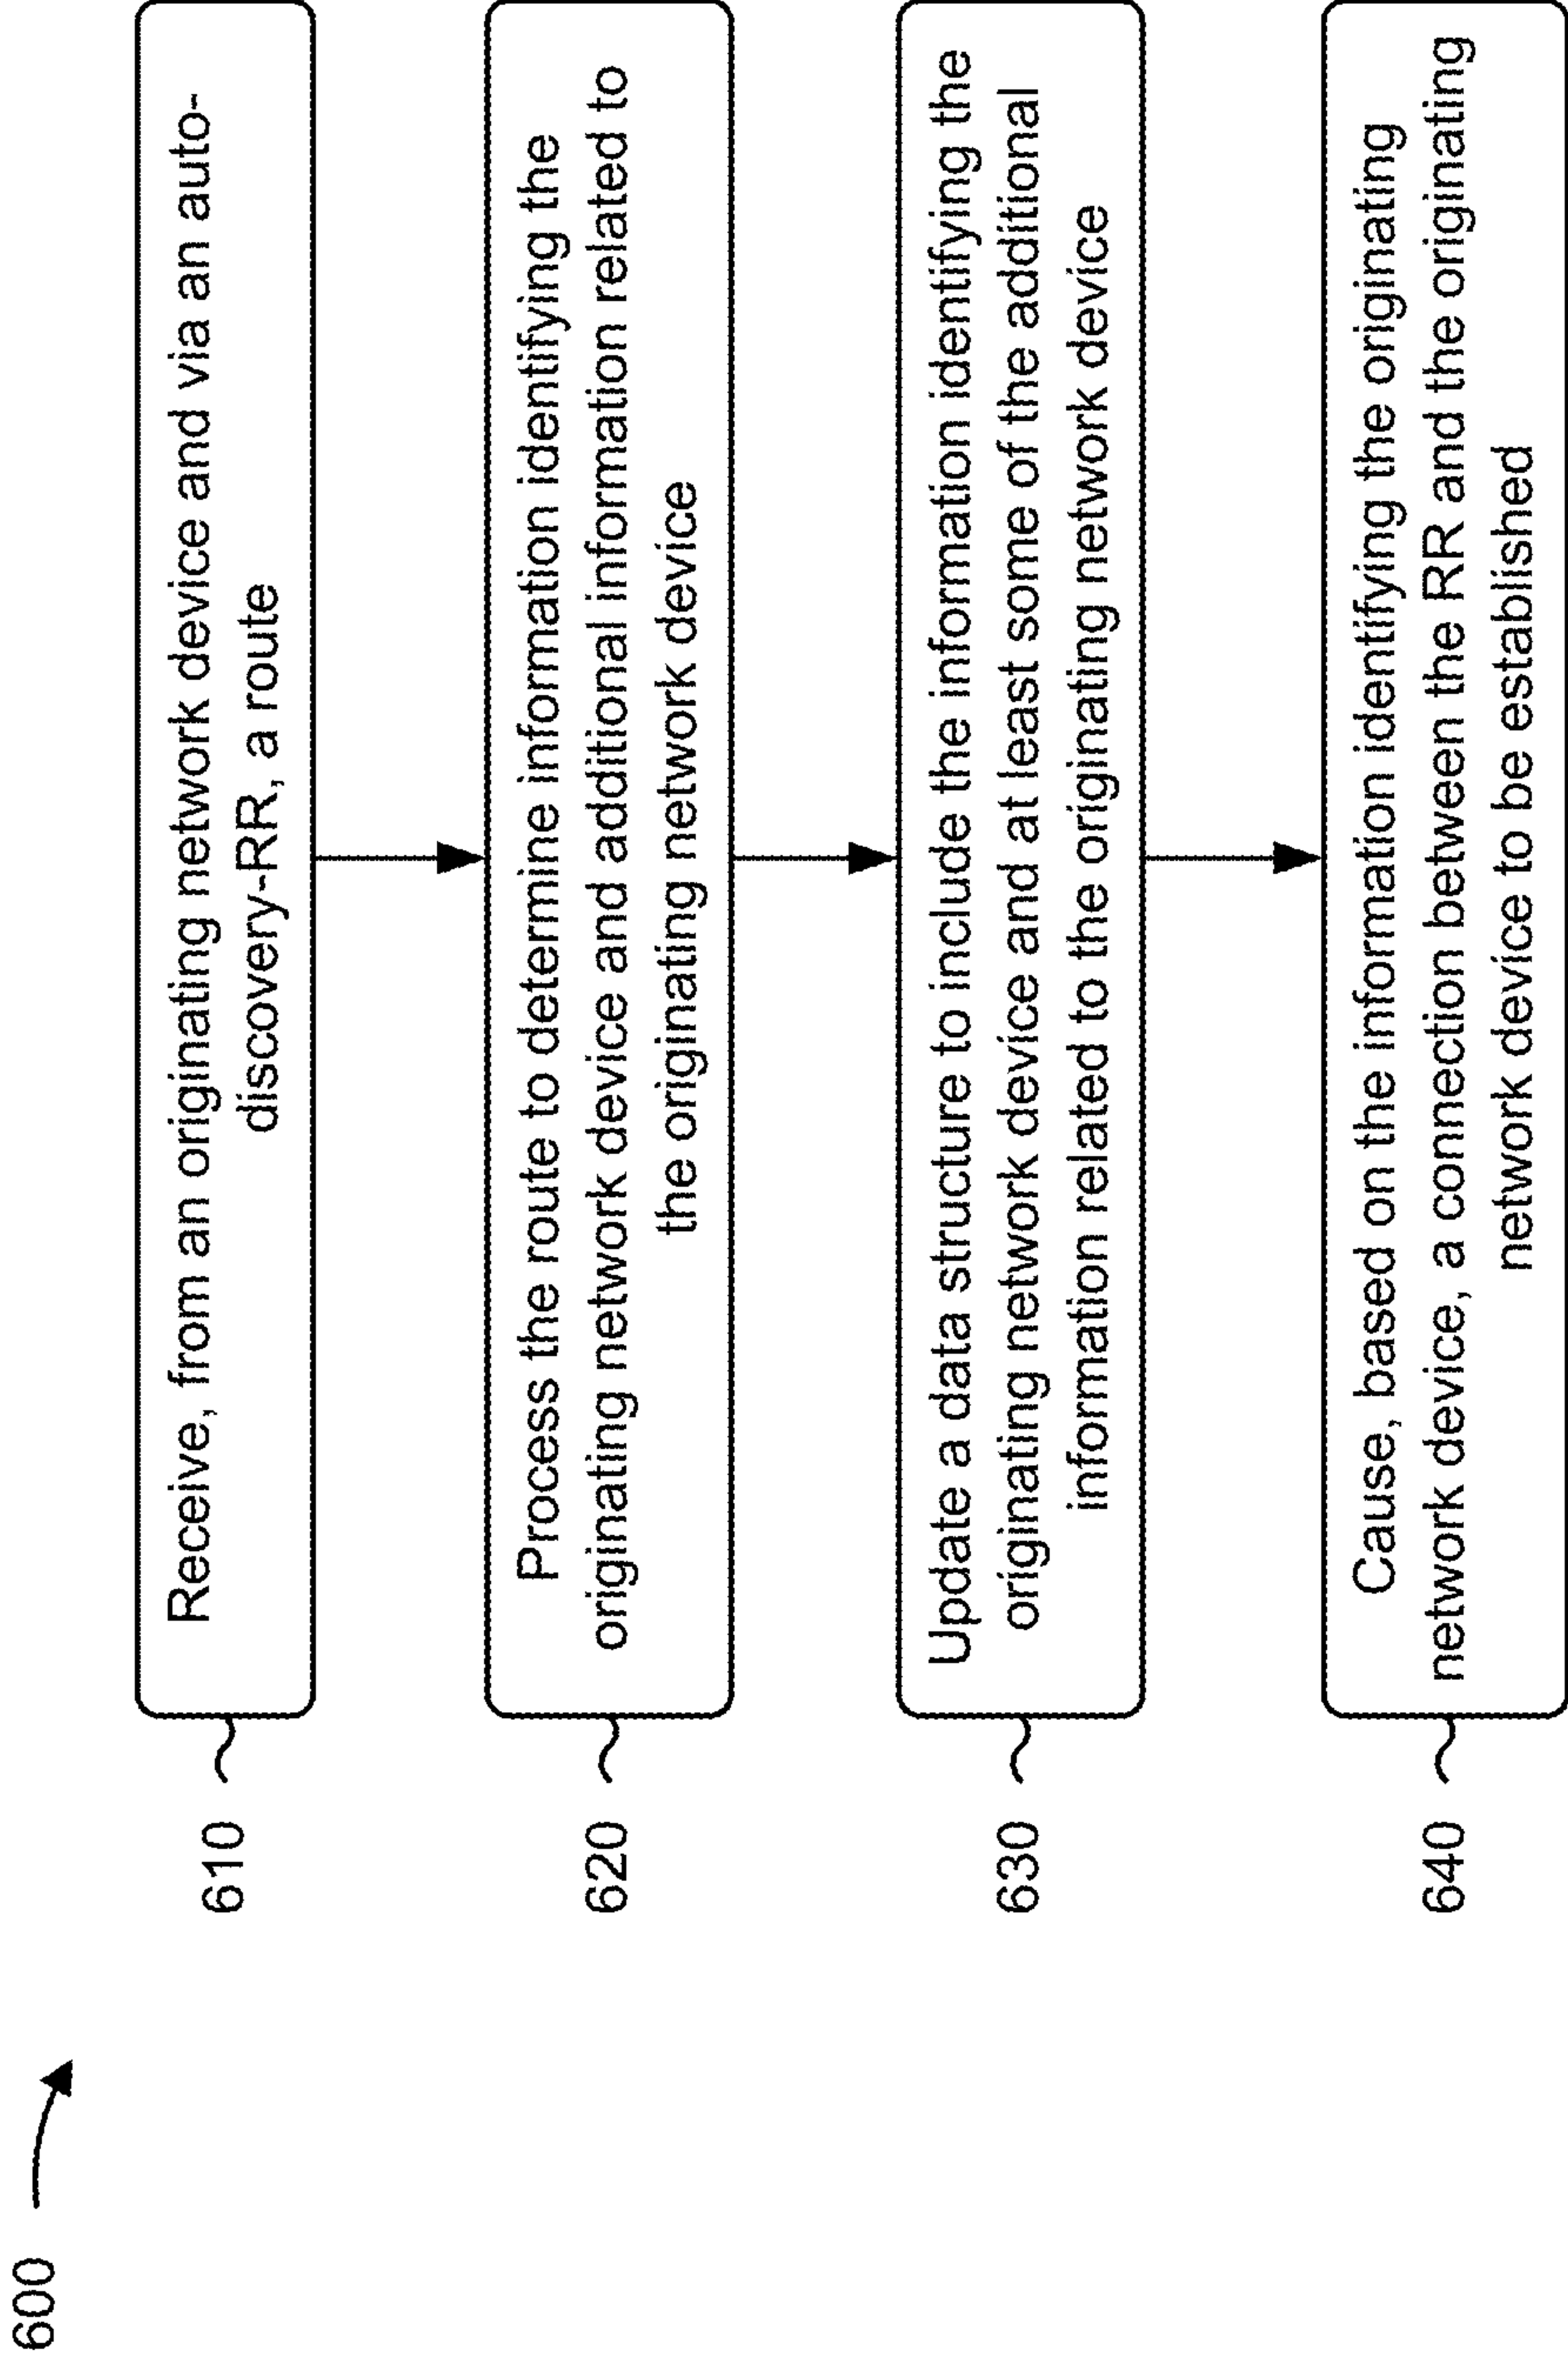 600
610
Receive, from an originating network device and via an auto-
discovery-RR, a route
620
Process the route to determine information identifying the
originating network device and additional information related to
the originating network device
630
Update a data structure to include the information identifying the
originating network device and at least some of the additional
information related to the originating network device
640
Cause, based on the information identifying the originating
network device, a connection between the RR and the originating
network device to be established